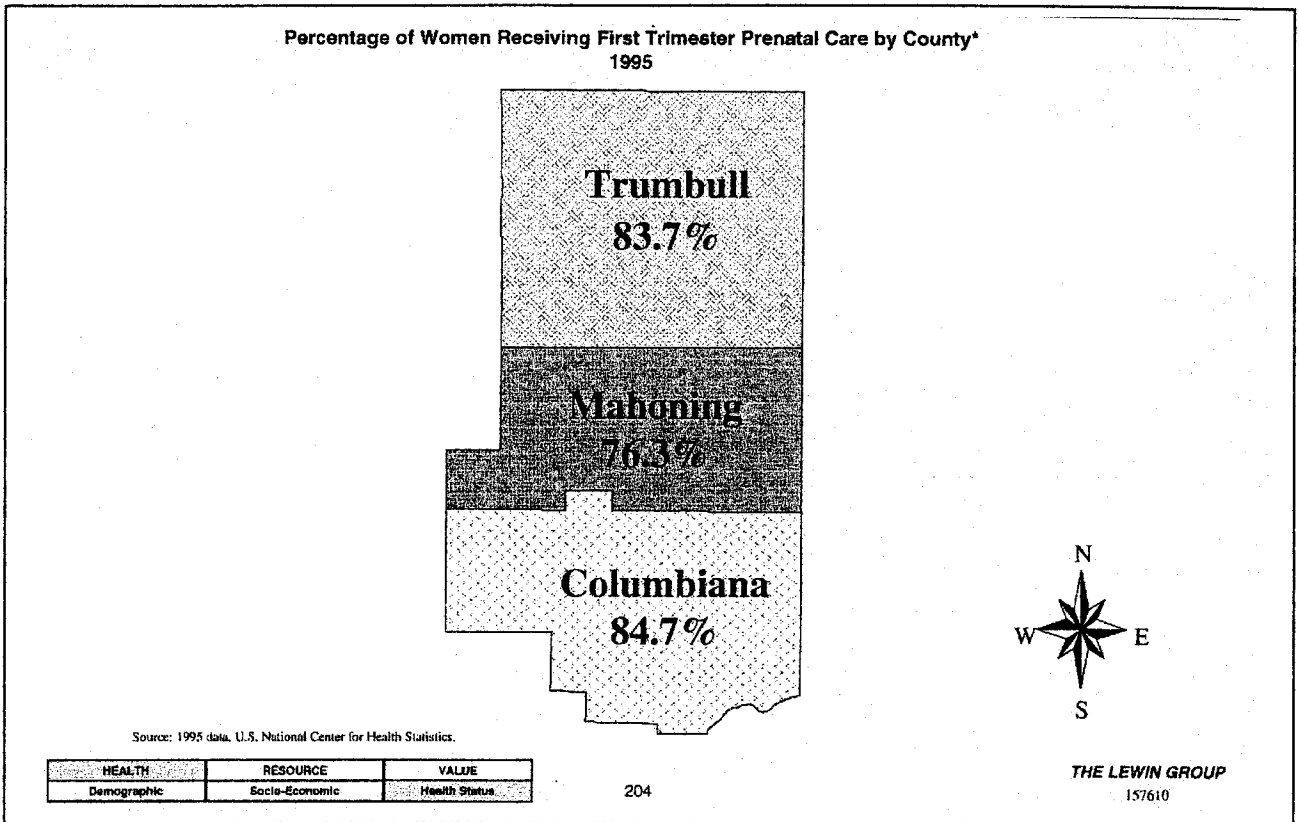 Percentage of Women Receiving First Trimester Prenatal Care by County*
1995
Trumbull
83.7%
Mahoning
76.3%
Columbiana
84.7%
N
W E
S
Source: 1995 data, U.S. National Center for Health Statistics.
HEALTH RESOURCE VALUE
Demographic Socio-Economic Health Status
204
THE LEWIN GROUP
157610